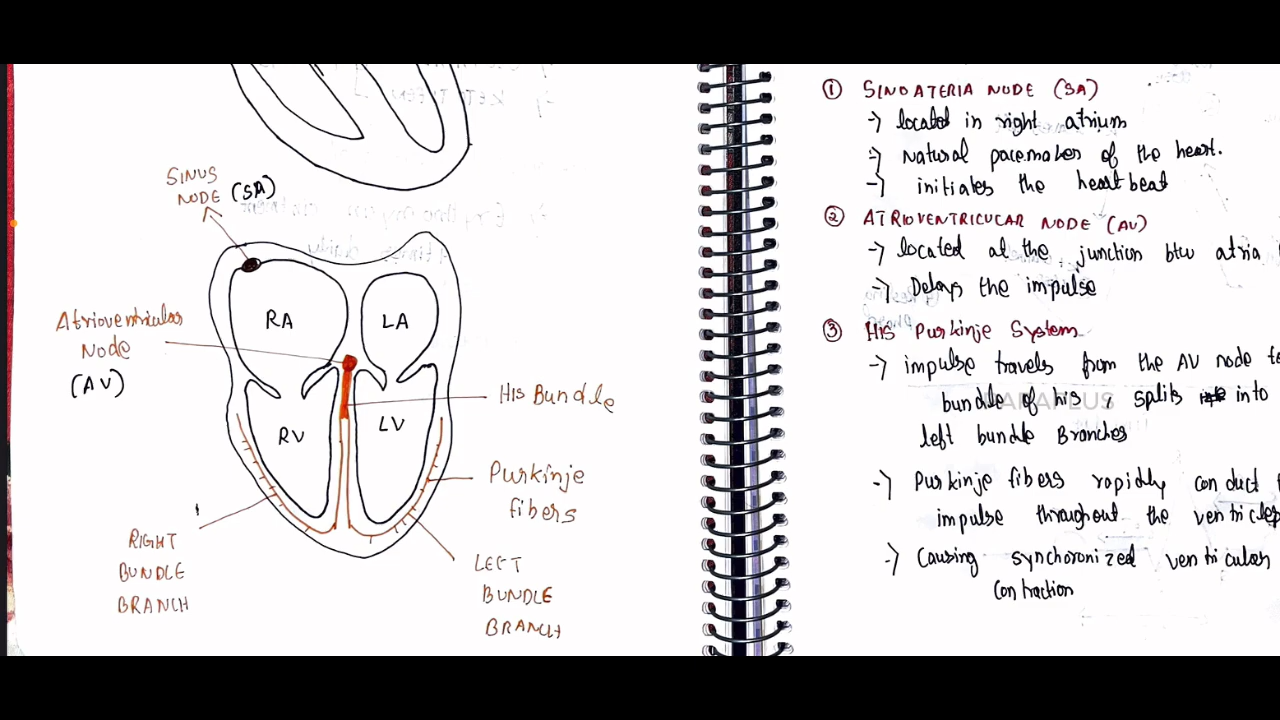 SINUS
NODE (SA)
Atrioventricular
Node
(AV)
RA
LA
RV
LV
His Bundle
Purkinje
fibers
RIGHT
BUNDLE
BRANCH
LEFT
BUNDLE
BRANCH
① SINOATERIA NODE (SA)
→ located in right atrium
→ Natural pacemaker of the heart.
→ initiates the heart beat
② ATRIOVENTRICULAR NODE (AV)
→ located at the junction btw atria
→ Delays the impulse
③ His Purkinje System
→ impulse travels from the AV node to
bundle of his, splits into
left bundle Branches
→ Purkinje fibers rapidly conduct
impulse throughout the ventricles
→ Causing synchoronized ventricular
Contraction